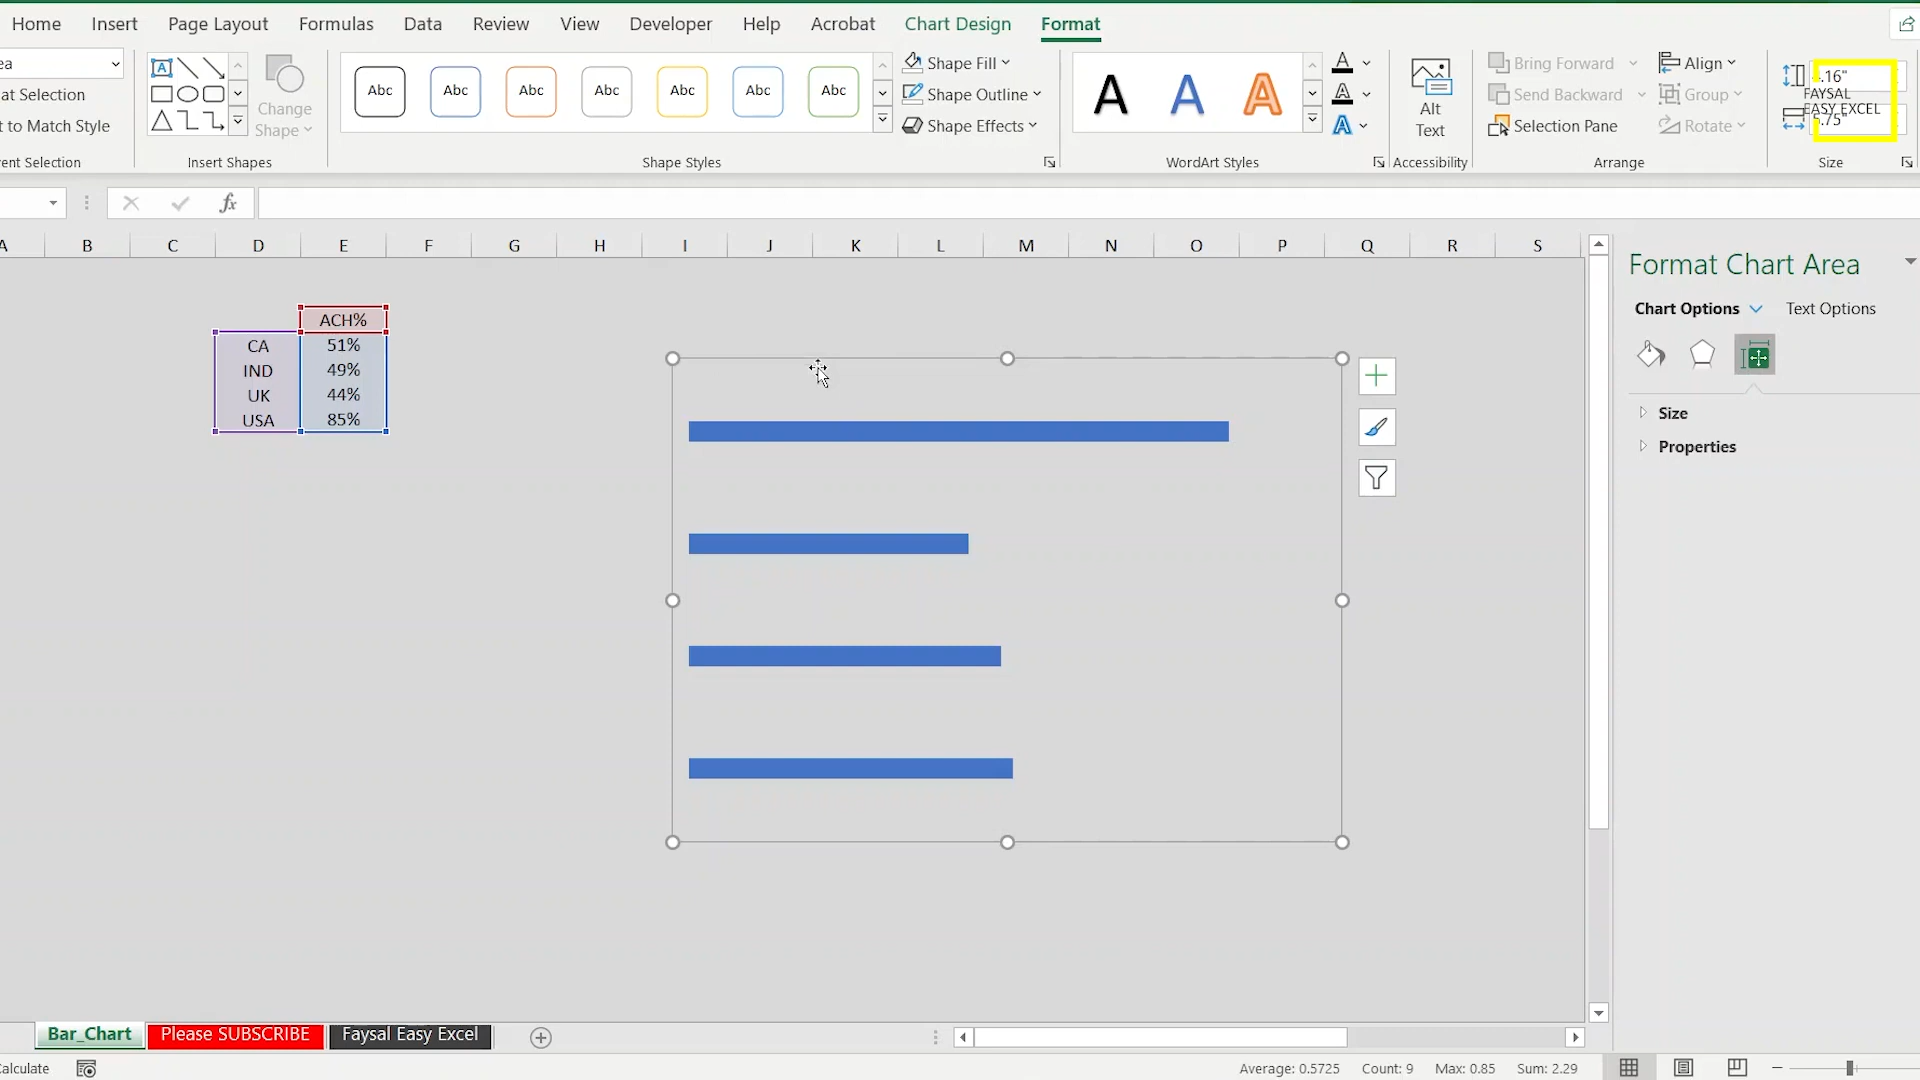 Home Insert Page Layout Formulas Data Review View Developer Help Acrobat Chart Design Format
ea
at Selection
t to Match Style
ent Selection
Change
Shape
Insert Shapes
Abc Abc Abc Abc Abc Abc Abc
Shape Fill
Shape Outline
Shape Effects
Shape Styles
A A A
WordArt Styles
Alt
Text
Accessibility
Bring Forward
Send Backward
Selection Pane
Align
Group
Rotate
Arrange
.16"
FAYSAL
EASY EXCEL
.75"
Size
fx
A B C D E F G H I J K L M N O P Q R S
ACH%
CA 51%
IND 49%
UK 44%
USA 85%
Format Chart Area
Chart Options Text Options
Size
Properties
Bar_Chart Please SUBSCRIBE Faysal Easy Excel
Calculate
Average: 0.5725 Count: 9 Max: 0.85 Sum: 2.29